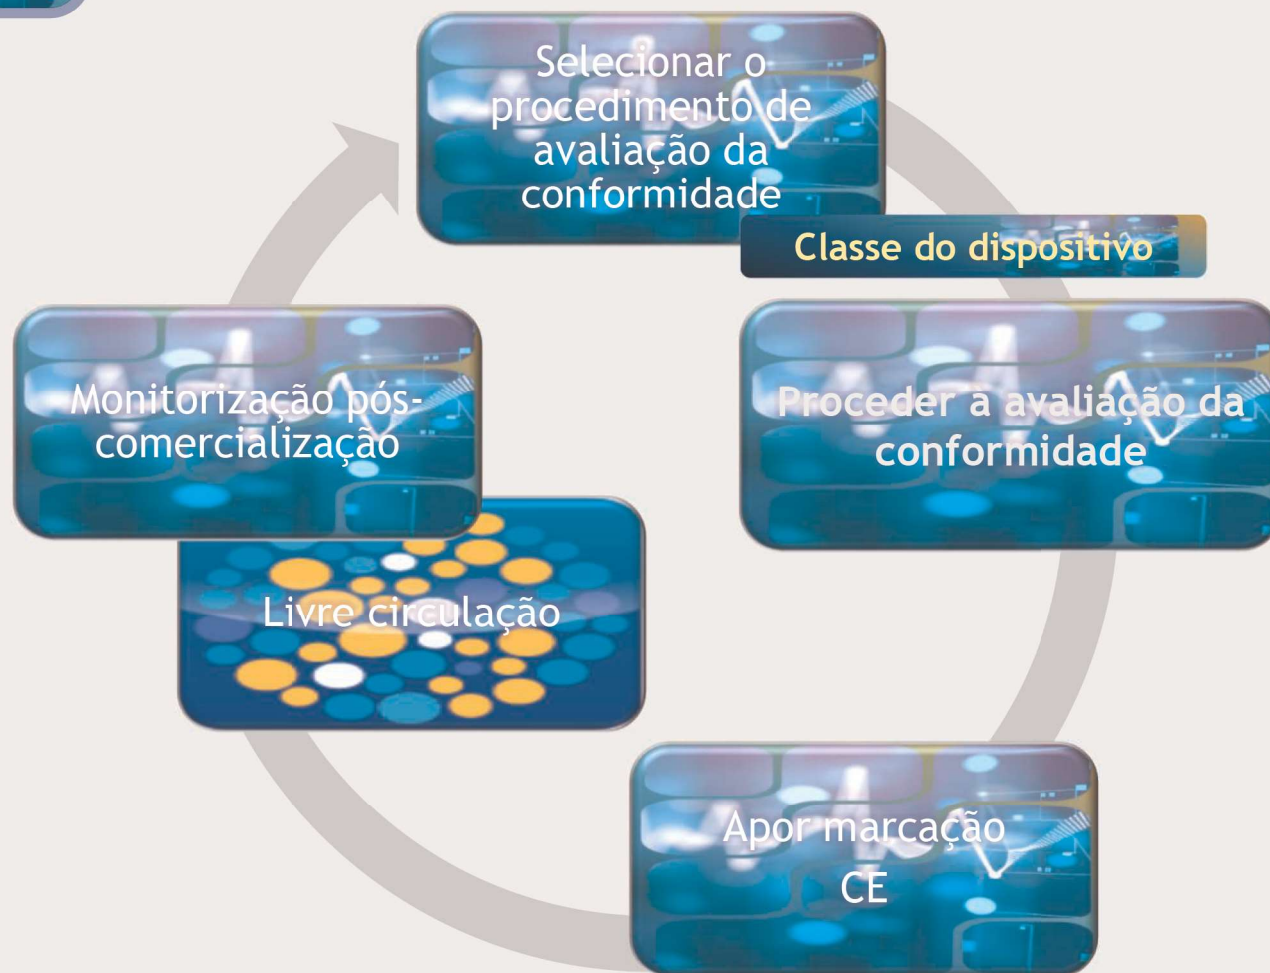 Selecionar o
procedimento de
avaliação da
conformidade
Classe do dispositivo
Proceder à avaliação da
conformidade
Apor marcação
CE
Livre circulação
Monitorização pós-
comercialização